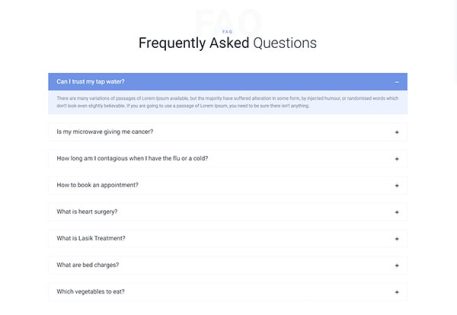 FAQ
FAQ
Frequently Asked Questions
Can I trust my tap water?
There are many variations of passages of Lorem Ipsum available, but the majority have suffered alteration in some form, by injected humour, or randomised words which
don't look even slightly believable. If you are going to use a passage of Lorem Ipsum, you need to be sure there isn't anything.
Is my microwave giving me cancer?
How long am I contagious when I have the flu or a cold?
How to book an appointment?
What is heart surgery?
What is Lasik Treatment?
What are bed charges?
Which vegetables to eat?